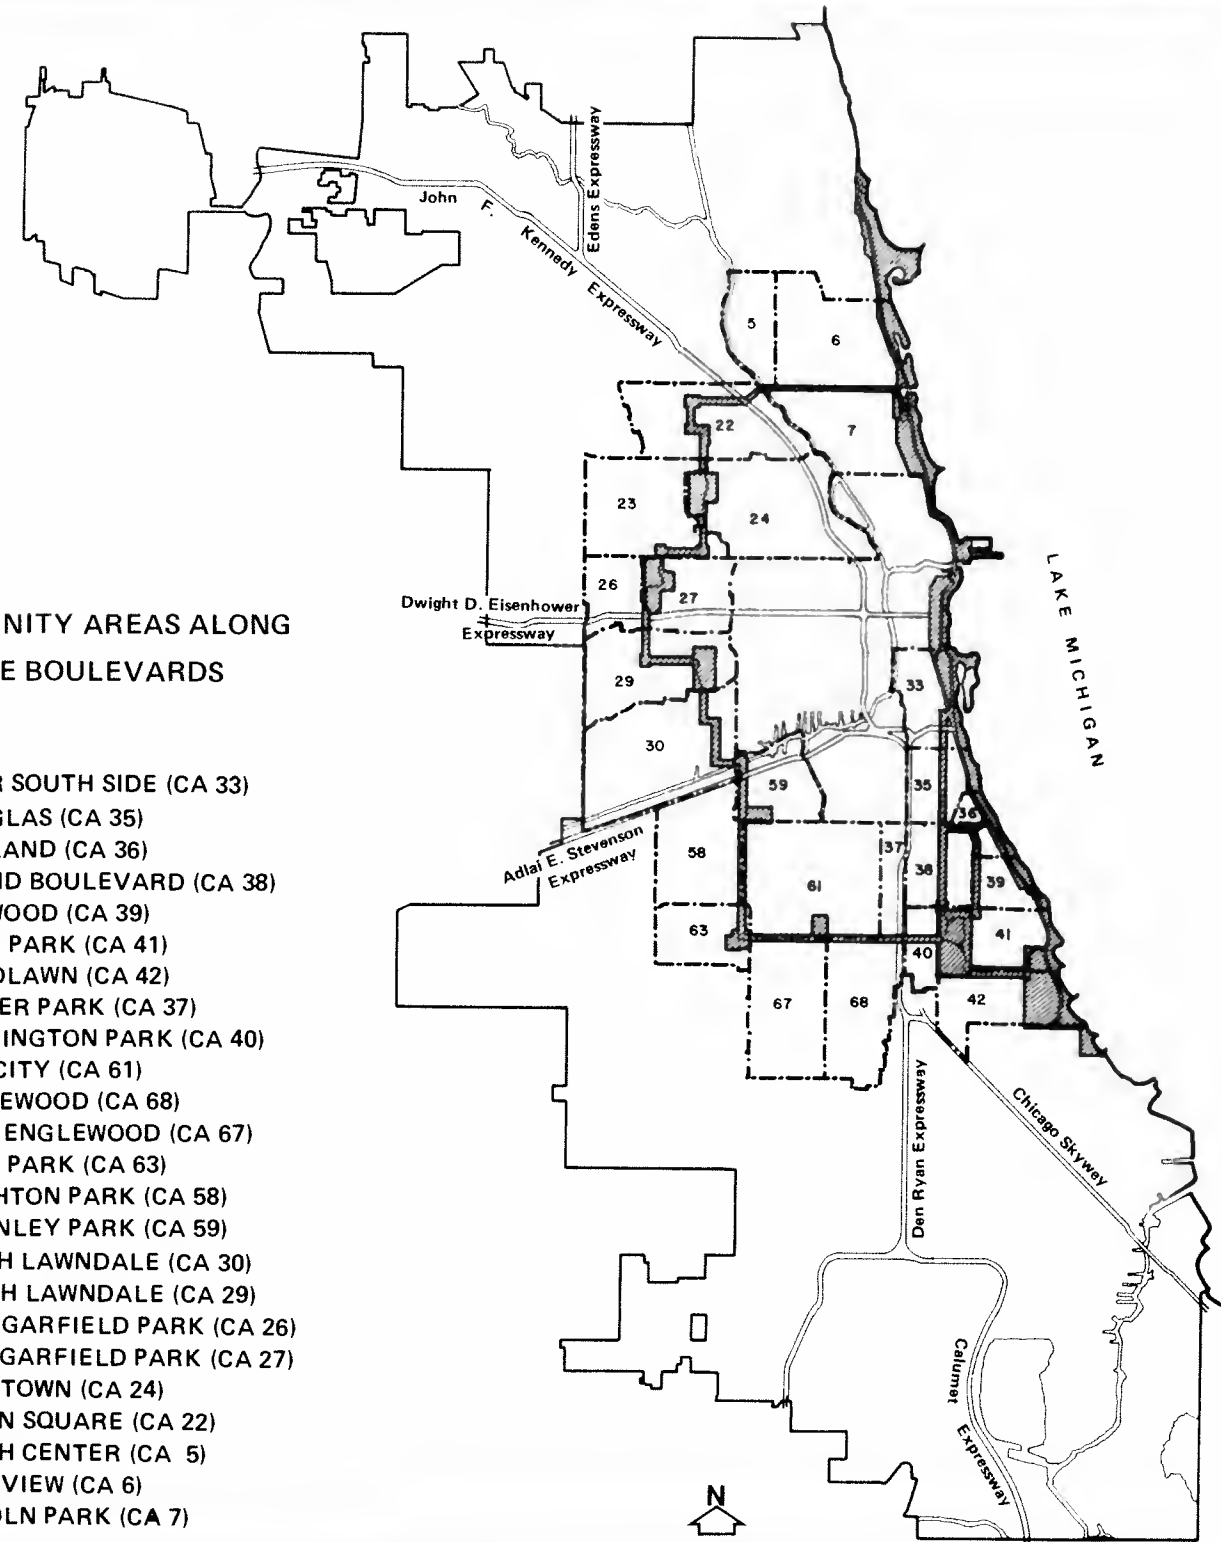 NITY AREAS ALONG
E BOULEVARDS
R SOUTH SIDE (CA 33)
GLAS (CA 35)
LAND (CA 36)
ND BOULEVARD (CA 38)
WOOD (CA 39)
PARK (CA 41)
DLAWN (CA 42)
ER PARK (CA 37)
INGTON PARK (CA 40)
CITY (CA 61)
EWOOD (CA 68)
ENGLEWOOD (CA 67)
PARK (CA 63)
HTON PARK (CA 58)
NLEY PARK (CA 59)
H LAWNDALE (CA 30)
H LAWNDALE (CA 29)
GARFIELD PARK (CA 26)
GARFIELD PARK (CA 27)
TOWN (CA 24)
N SQUARE (CA 22)
H CENTER (CA 5)
VIEW (CA 6)
LN PARK (CA 7)
John F. Kennedy Expressway
Edens Expressway
5
6
22
7
23
24
26
27
Dwight D. Eisenhower
Expressway
LAKE MICHIGAN
29
33
30
59
35
36
Adlai E. Stevenson
Expressway
58
37
38
39
61
63
41
40
67
68
42
Den Ryan Expressway
Chicago Skywey
Calumet Expressway
N